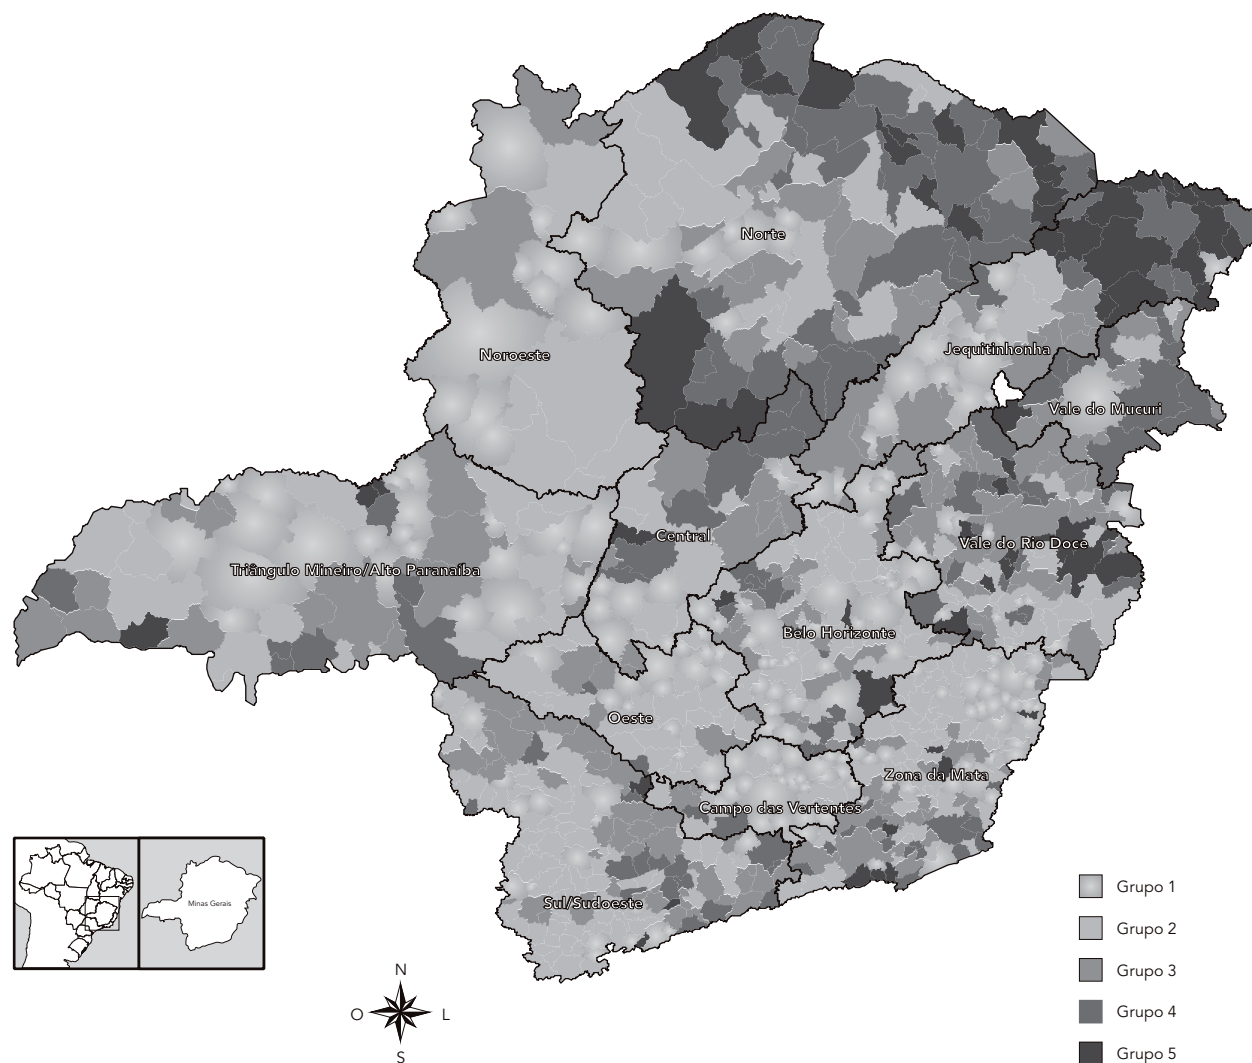 Norte
Noroeste
Jequitinhonha
Vale do Mucuri
Central
Vale do Rio Doce
Triângulo Mineiro/Alto Paranaíba
Belo Horizonte
Oeste
Zona da Mata
Campo das Vertentes
Sul/Sudoeste
Minas Gerais
Grupo 1
Grupo 2
Grupo 3
Grupo 4
Grupo 5
N
O
L
S